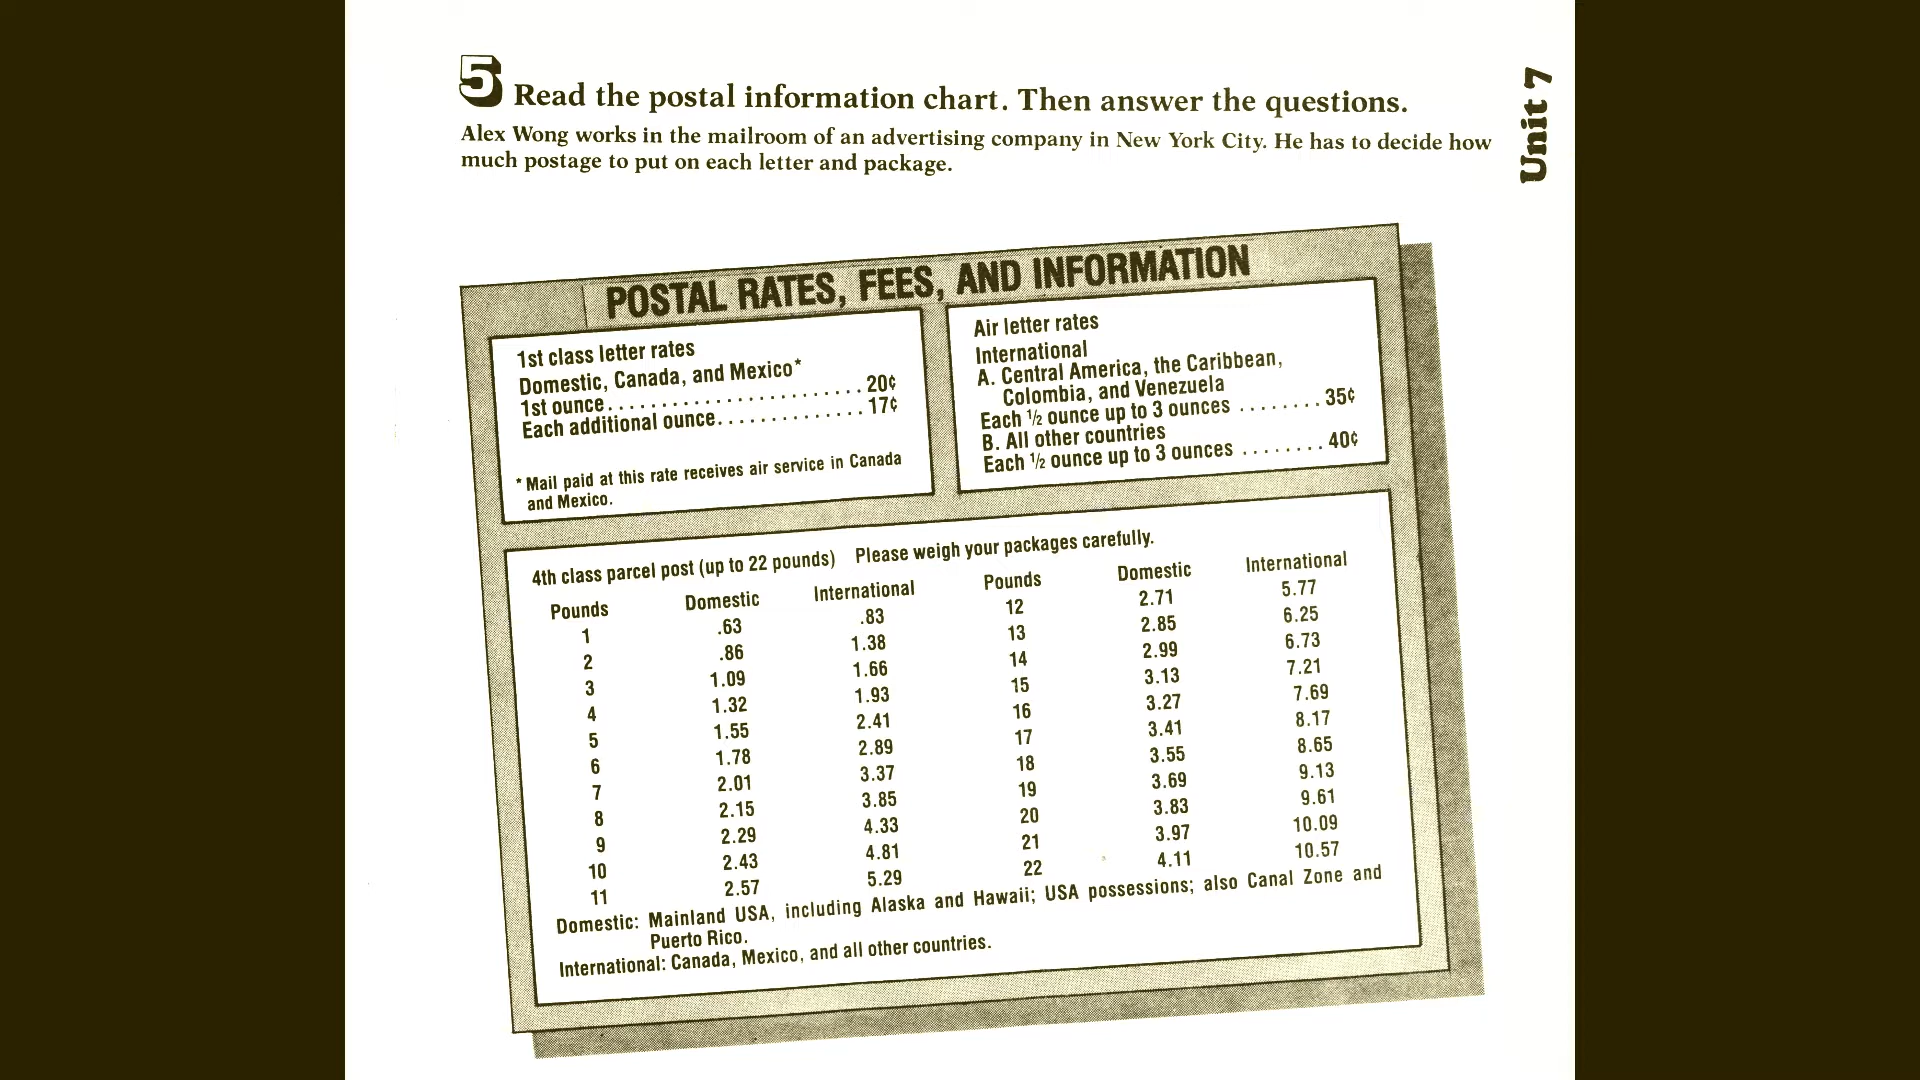 5 Read the postal information chart. Then answer the questions.
Alex Wong works in the mailroom of an advertising company in New York City. He has to decide how
much postage to put on each letter and package.
Unit 7
POSTAL RATES, FEES, AND INFORMATION
1st class letter rates
Domestic, Canada, and Mexico*
1st ounce........................20¢
Each additional ounce..............17¢
* Mail paid at this rate receives air service in Canada
and Mexico.
Air letter rates
International
A. Central America, the Caribbean,
Colombia, and Venezuela
Each 1/2 ounce up to 3 ounces ........35¢
B. All other countries
Each 1/2 ounce up to 3 ounces ........40¢
4th class parcel post (up to 22 pounds) Please weigh your packages carefully.
Pounds Domestic International Pounds Domestic International
1 .63 .83 12 2.71 5.77
2 .86 1.38 13 2.85 6.25
3 1.09 1.66 14 2.99 6.73
4 1.32 1.93 15 3.13 7.21
5 1.55 2.41 16 3.27 7.69
6 1.78 2.89 17 3.41 8.17
7 2.01 3.37 18 3.55 8.65
8 2.15 3.85 19 3.69 9.13
9 2.29 4.33 20 3.83 9.61
10 2.43 4.81 21 3.97 10.09
11 2.57 5.29 22 4.11 10.57
Domestic: Mainland USA, including Alaska and Hawaii; USA possessions; also Canal Zone and
Puerto Rico.
International: Canada, Mexico, and all other countries.